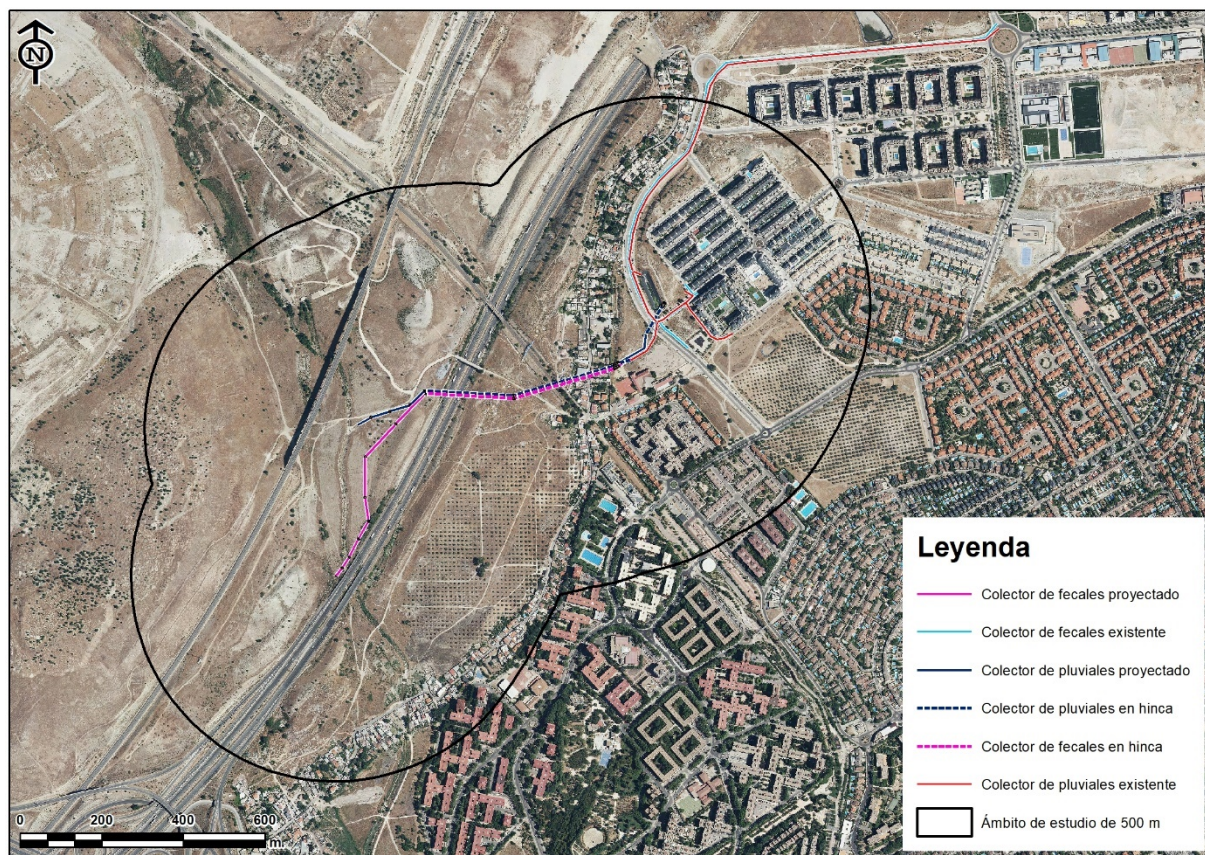 N
Leyenda
Colector de fecales proyectado
Colector de fecales existente
Colector de pluviales proyectado
Colector de pluviales en hinca
Colector de fecales en hinca
Colector de pluviales existente
Ámbito de estudio de 500 m
0 200 400 600
m.